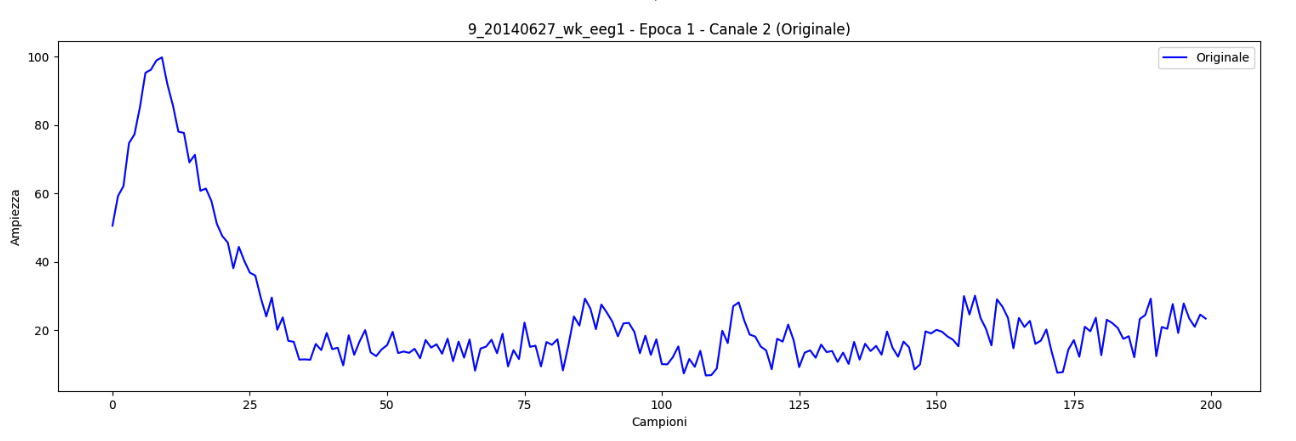 9_20140627_wk_eeg1 - Epoca 1 - Canale 2 (Originale)
Originale
100
80
60
40
20
Ampiezza
0 25 50 75 100 125 150 175 200
Campioni